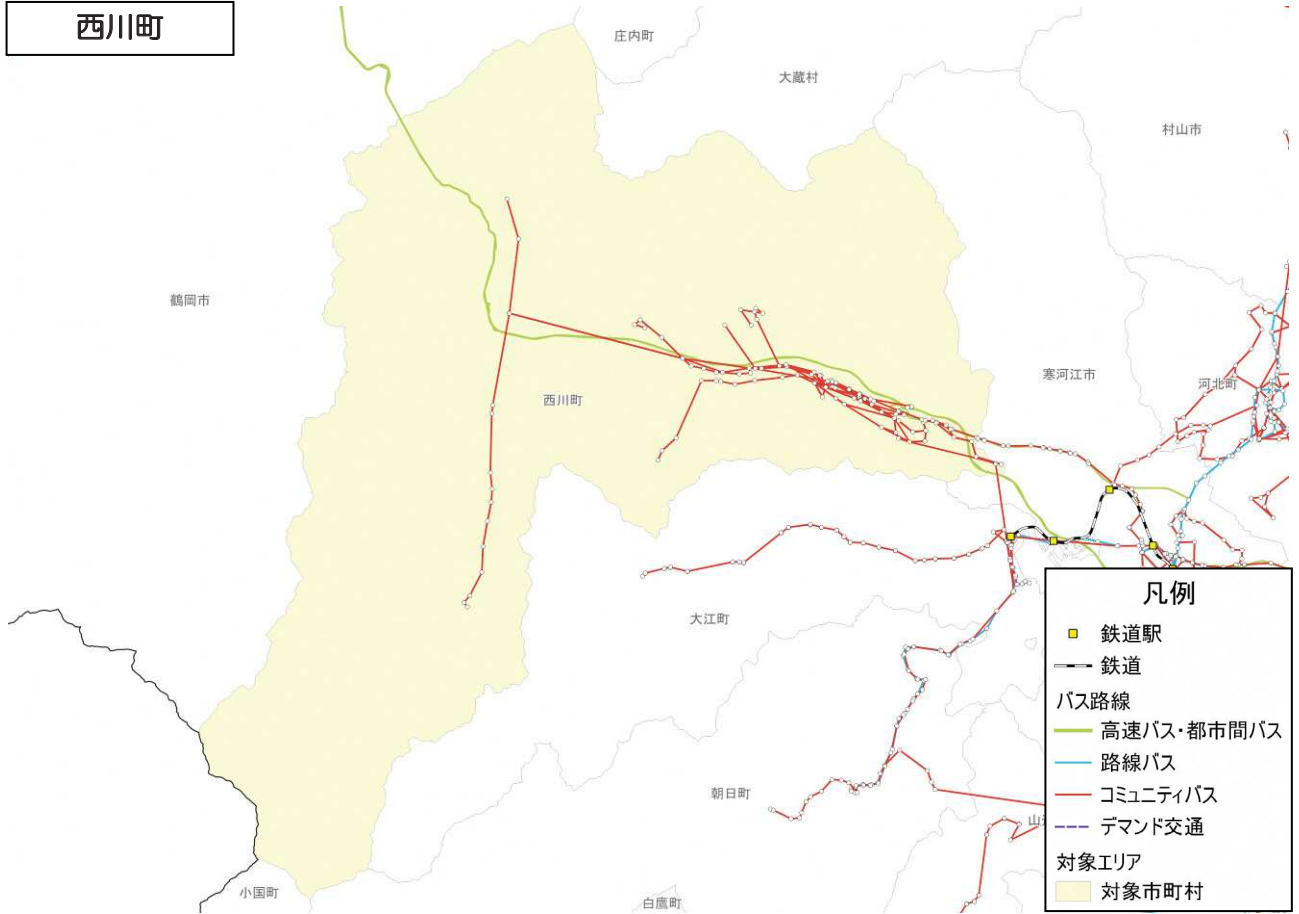 西川町
庄内町
大蔵村
村山市
鶴岡市
寒河江市
河北町
西川町
大江町
朝日町
小国町
白鷹町
凡例
鉄道駅
鉄道
バス路線
高速バス・都市間バス
路線バス
コミュニティバス
デマンド交通
対象エリア
対象市町村